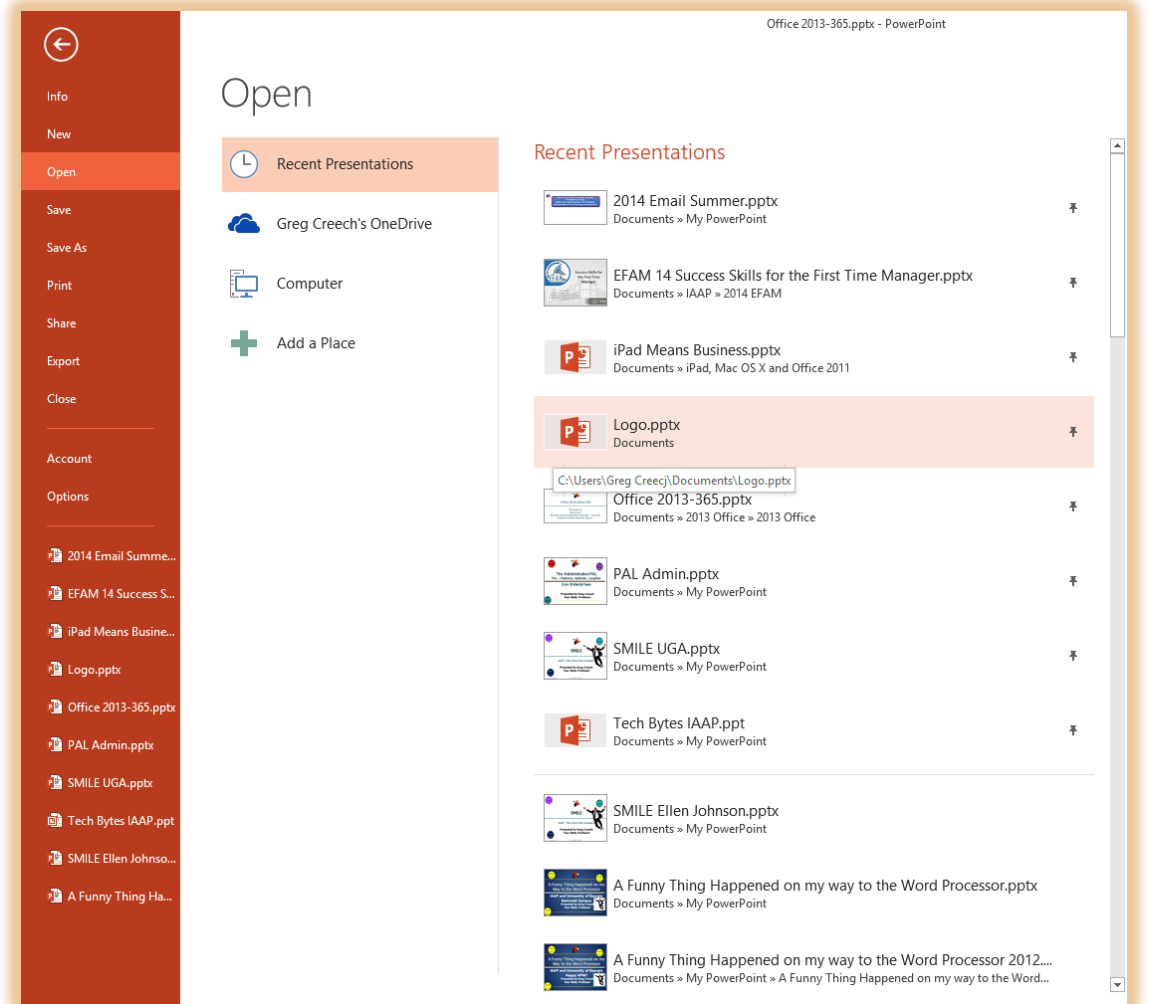 Office 2013-365.pptx - PowerPoint
Info
New
Open
Save
Save As
Print
Share
Export
Close
Account
Options
2014 Email Summe...
EFAM 14 Success S...
iPad Means Busine...
Logo.pptx
Office 2013-365.pptx
PAL Admin.pptx
SMILE UGA.pptx
Tech Bytes IAAP.ppt
SMILE Ellen Johnso...
A Funny Thing Ha...
Open
Recent Presentations
Greg Creech's OneDrive
Computer
Add a Place
Recent Presentations
2014 Email Summer.pptx
Documents » My PowerPoint
EFAM 14 Success Skills for the First Time Manager.pptx
Documents » IAAP » 2014 EFAM
iPad Means Business.pptx
Documents » iPad, Mac OS X and Office 2011
Logo.pptx
Documents
C:\Users\Greg Creecj\Documents\Logo.pptx
Office 2013-365.pptx
Documents » 2013 Office » 2013 Office
PAL Admin.pptx
Documents » My PowerPoint
SMILE UGA.pptx
Documents » My PowerPoint
Tech Bytes IAAP.ppt
Documents » My PowerPoint
SMILE Ellen Johnson.pptx
Documents » My PowerPoint
A Funny Thing Happened on my way to the Word Processor.pptx
Documents » My PowerPoint
A Funny Thing Happened on my way to the Word Processor 2012....
Documents » My PowerPoint » A Funny Thing Happened on my way to the Word...